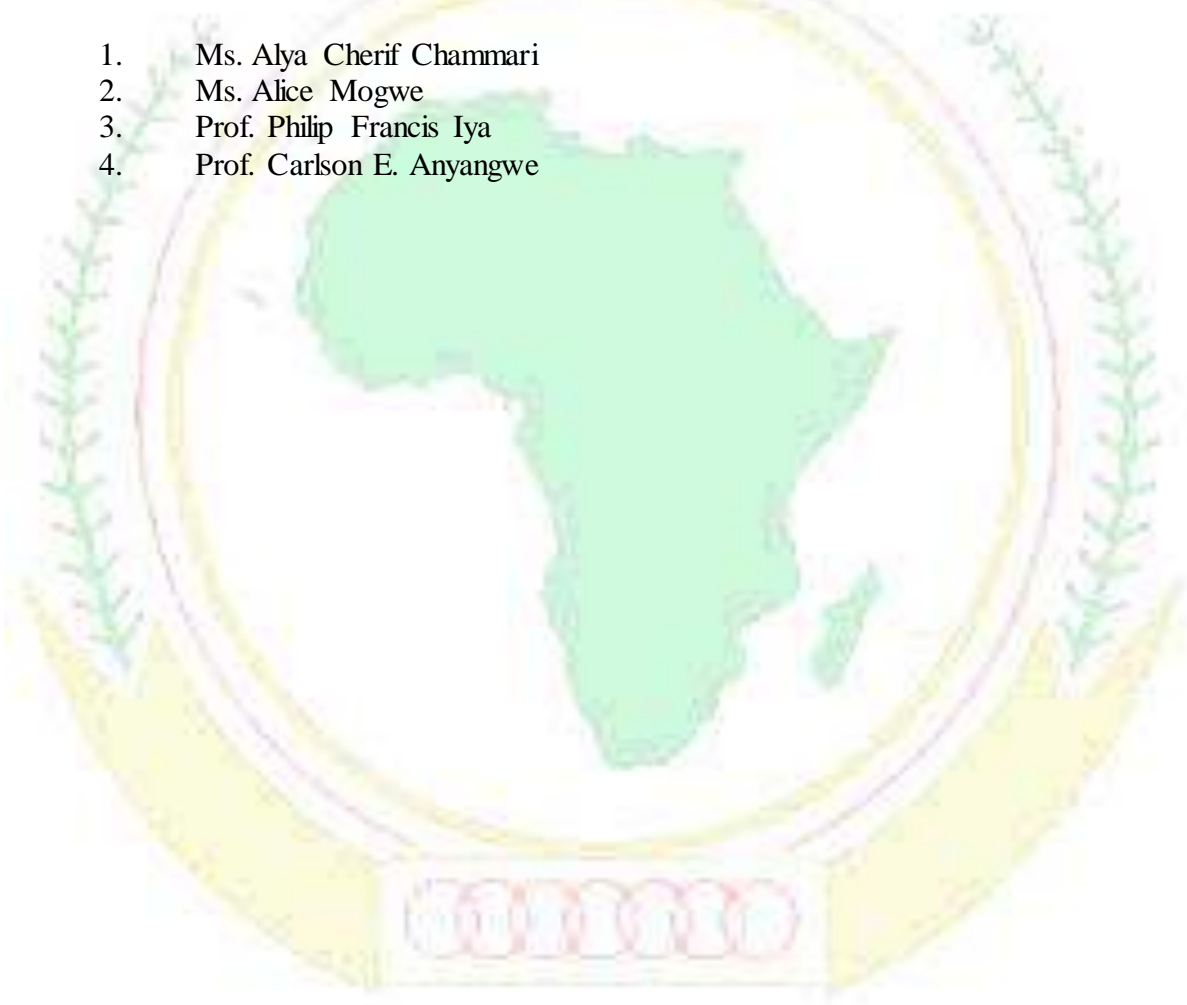 1. Ms. Alya Cherif Chammari
2. Ms. Alice Mogwe
3. Prof. Philip Francis Iya
4. Prof. Carlson E. Anyangwe